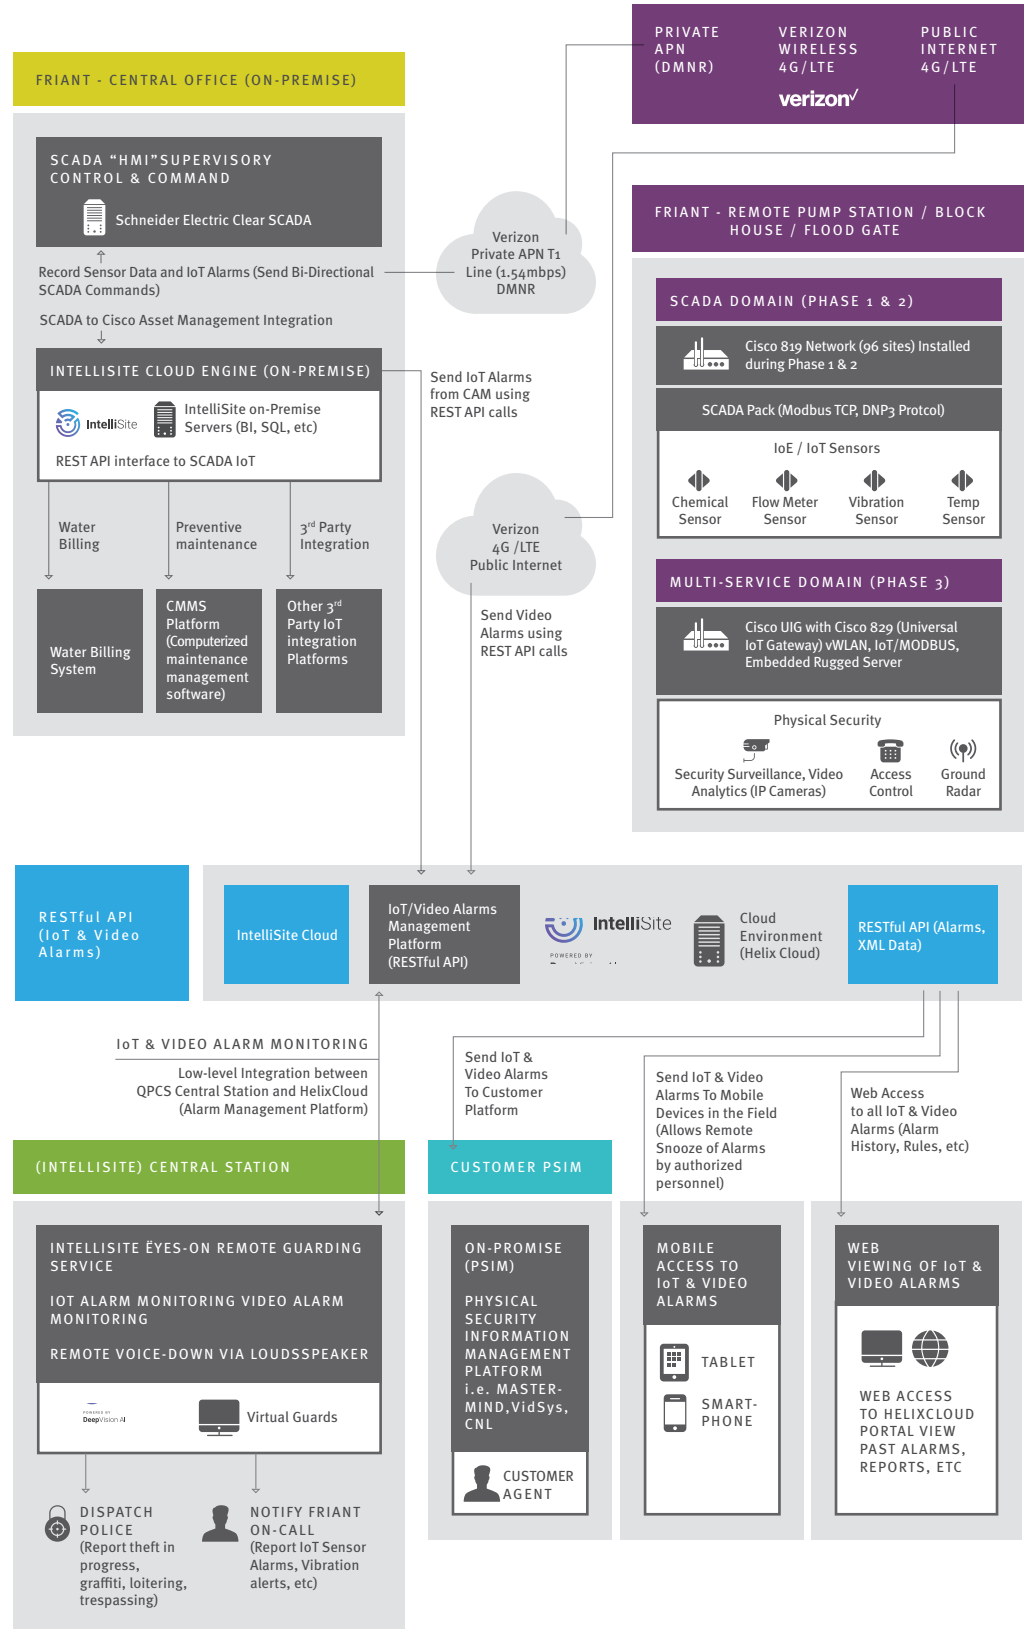 PRIVATE
APN
(DMNR)
VERIZON
WIRELESS
4G/LTE
verizon✓
PUBLIC
INTERNET
4G/LTE
FRIANT - CENTRAL OFFICE (ON-PREMISE)
SCADA “HMI”SUPERVISORY
CONTROL & COMMAND
Schneider Electric Clear SCADA
Record Sensor Data and IoT Alarms (Send Bi-Directional
SCADA Commands)
SCADA to Cisco Asset Management Integration
INTELLISITE CLOUD ENGINE (ON-PREMISE)
IntelliSite
IntelliSite on-Premise
Servers (BI, SQL, etc)
REST API interface to SCADA IoT
Water
Billing
Preventive
maintenance
3rd Party
Integration
Water Billing
System
CMMS
Platform
(Computerized
maintenance
management
software)
Other 3rd
Party IoT
integration
Platforms
Verizon
Private APN T1
Line (1.54mbps)
DMNR
Send IoT Alarms
from CAM using
REST API calls
Verizon
4G /LTE
Public Internet
Send Video
Alarms using
REST API calls
FRIANT - REMOTE PUMP STATION / BLOCK
HOUSE / FLOOD GATE
SCADA DOMAIN (PHASE 1 & 2)
Cisco 819 Network (96 sites) Installed
during Phase 1 & 2
SCADA Pack (Modbus TCP, DNP3 Protcol)
IoE / IoT Sensors
Chemical
Sensor
Flow Meter
Sensor
Vibration
Sensor
Temp
Sensor
MULTI-SERVICE DOMAIN (PHASE 3)
Cisco UIG with Cisco 829 (Universal
IoT Gateway) vWLAN, IoT/MODBUS,
Embedded Rugged Server
Physical Security
Security Surveillance, Video
Analytics (IP Cameras)
Access
Control
Ground
Radar
RESTful API
(IoT & Video
Alarms)
IntelliSite Cloud
IoT/Video Alarms
Management
Platform
(RESTful API)
IntelliSite
POWERED BY
Cloud
Environment
(Helix Cloud)
RESTful API (Alarms,
XML Data)
IoT & VIDEO ALARM MONITORING
Low-level Integration between
QPCS Central Station and HelixCloud
(Alarm Management Platform)
Send IoT &
Video Alarms
To Customer
Platform
Send IoT & Video
Alarms To Mobile
Devices in the Field
(Allows Remote
Snooze of Alarms
by authorized
personnel)
Web Access
to all IoT & Video
Alarms (Alarm
History, Rules, etc)
(INTELLISITE) CENTRAL STATION
INTELLISITE ËYES-ON REMOTE GUARDING
SERVICE
IOT ALARM MONITORING VIDEO ALARM
MONITORING
REMOTE VOICE-DOWN VIA LOUDSSPEAKER
POWERED BY
DeepVision AI
Virtual Guards
DISPATCH
POLICE
(Report theft in
progress,
graffiti, loitering,
trespassing)
NOTIFY FRIANT
ON-CALL
(Report IoT Sensor
Alarms, Vibration
alerts, etc)
CUSTOMER PSIM
ON-PROMISE
(PSIM)
PHYSICAL
SECURITY
INFORMATION
MANAGEMENT
PLATFORM
i.e. MASTER-
MIND,VidSys,
CNL
CUSTOMER
AGENT
MOBILE
ACCESS TO
IoT & VIDEO
ALARMS
TABLET
SMART-
PHONE
WEB
VIEWING OF IoT &
VIDEO ALARMS
WEB ACCESS
TO HELIXCLOUD
PORTAL VIEW
PAST ALARMS,
REPORTS, ETC